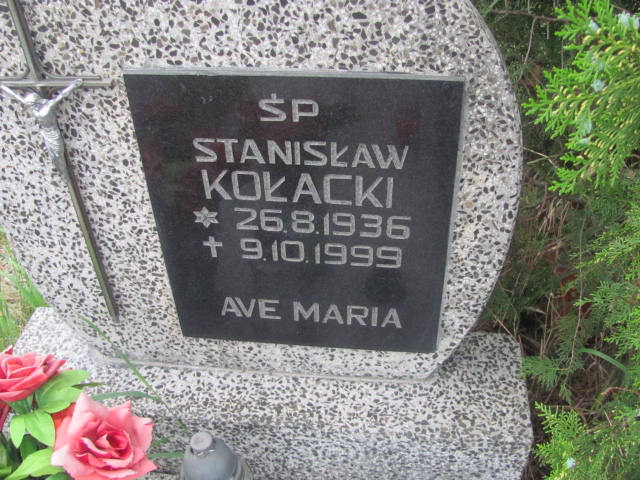 ŚP
STANISŁAW
KOŁACKI
* 26.8.1936
✝ 9.10.1999
AVE MARIA